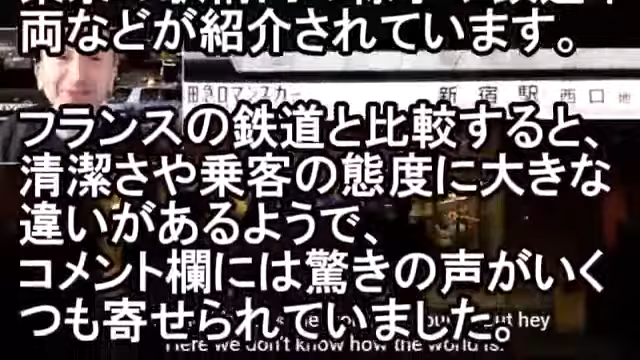 両などが紹介されています。
田急ロマンスカー 新宿駅 西口 地
フランスの鉄道と比較すると、
清潔さや乗客の態度に大きな
違いがあるようで、
コメント欄には驚きの声がいく
つも寄せられていました。
but hey
Here we don't know how the world is.